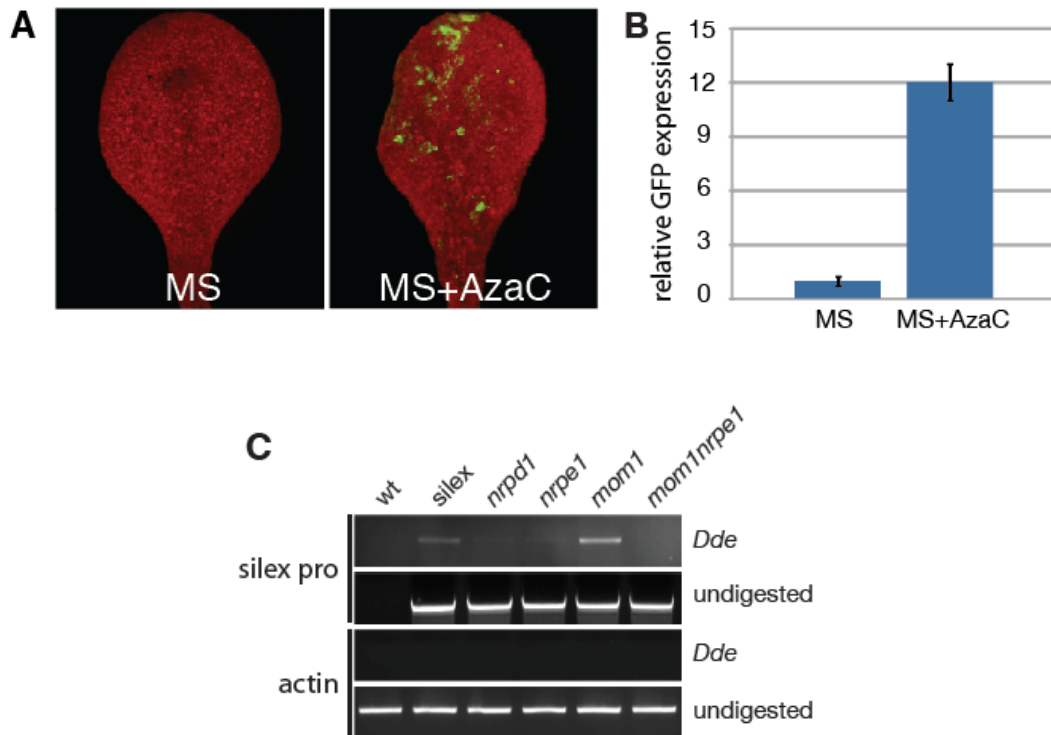 A
MS
MS+AzaC
B
relative GFP expression
15
12
9
6
3
0
MS
MS+AzaC
C
wt
silex
nrpd1
nrpe1
mom1
mom1nrpe1
silex pro
Dde
undigested
actin
Dde
undigested